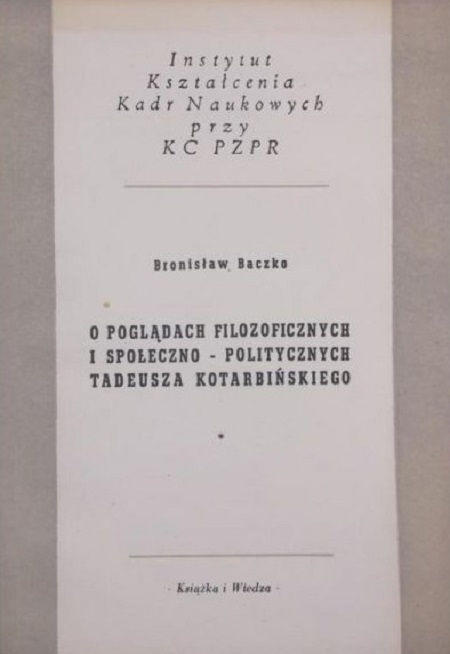 Instytut
Kształcenia
Kadr Naukowych
przy
KC PZPR
Bronisław Baczko
O POGLĄDACH FILOZOFICZNYCH
I SPOŁECZNO - POLITYCZNYCH
TADEUSZA KOTARBIŃSKIEGO
Książka i Wiedza